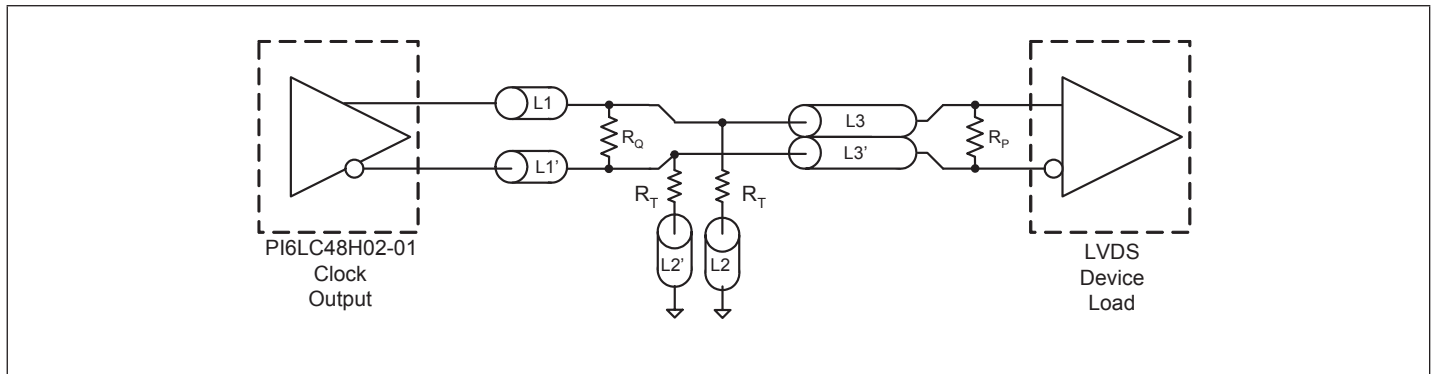 L1
L3
R_Q
R_P
L1'
L3'
R_T
R_T
L2'
L2
PI6LC48H02-01
Clock
Output
LVDS
Device
Load